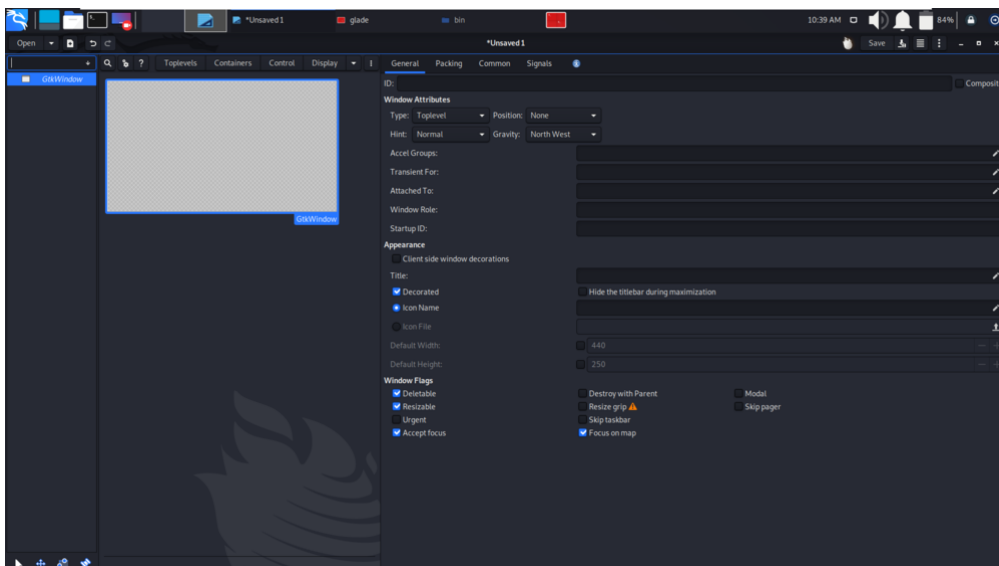 *Unsaved 1 glade bin 10:39 AM 84%
Open *Unsaved 1 Save
? Toplevels Containers Control Display General Packing Common Signals
GtkWindow
ID: Composit
Window Attributes
Type: Toplevel Position: None
Hint: Normal Gravity: North West
Accel Groups:
Transient For:
Attached To:
Window Role:
GtkWindow
Startup ID:
Appearance
Client side window decorations
Title:
Decorated Hide the titlebar during maximization
Icon Name
Icon File
Default Width: 440
Default Height: 250
Window Flags
Deletable Destroy with Parent Modal
Resizable Resize grip Skip pager
Urgent Skip taskbar
Accept focus Focus on map